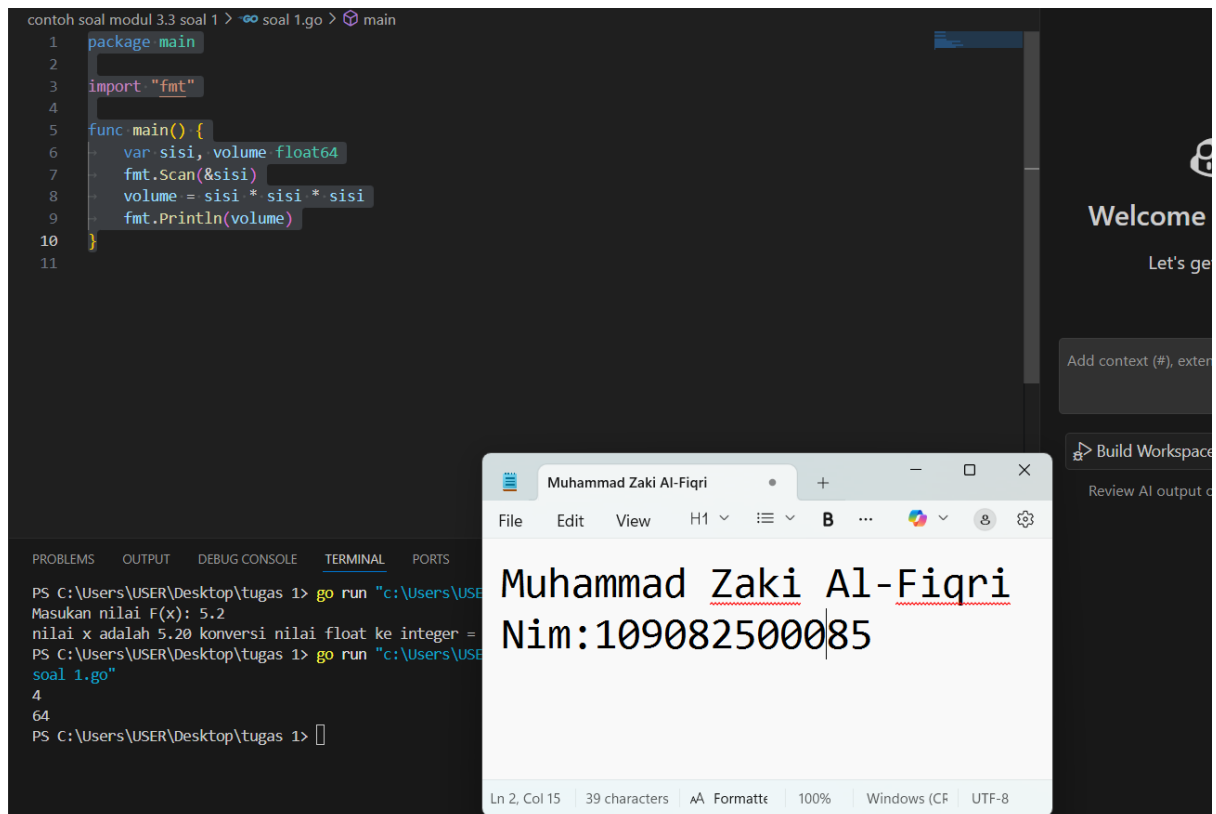 contoh soal modul 3.3 soal 1 > soal 1.go > main
1 package main
2
3 import "fmt"
4
5 func main() {
6 var sisi, volume float64
7 fmt.Scan(&sisi)
8 volume = sisi * sisi * sisi
9 fmt.Println(volume)
10 }
11
Welcome
Let's ge
Add context (#), exten
Build Workspace
Review AI output o
PROBLEMS OUTPUT DEBUG CONSOLE TERMINAL PORTS
PS C:\Users\USER\Desktop\tugas 1> go run "c:\Users\USE
Masukan nilai F(x): 5.2
nilai x adalah 5.20 konversi nilai float ke integer =
PS C:\Users\USER\Desktop\tugas 1> go run "c:\Users\USE
soal 1.go"
4
64
PS C:\Users\USER\Desktop\tugas 1>
Muhammad Zaki Al-Fiqri
File Edit View H1 B ...
Muhammad Zaki Al-Fiqri
Nim:109082500085
Ln 2, Col 15 39 characters Formatte 100% Windows (CR UTF-8